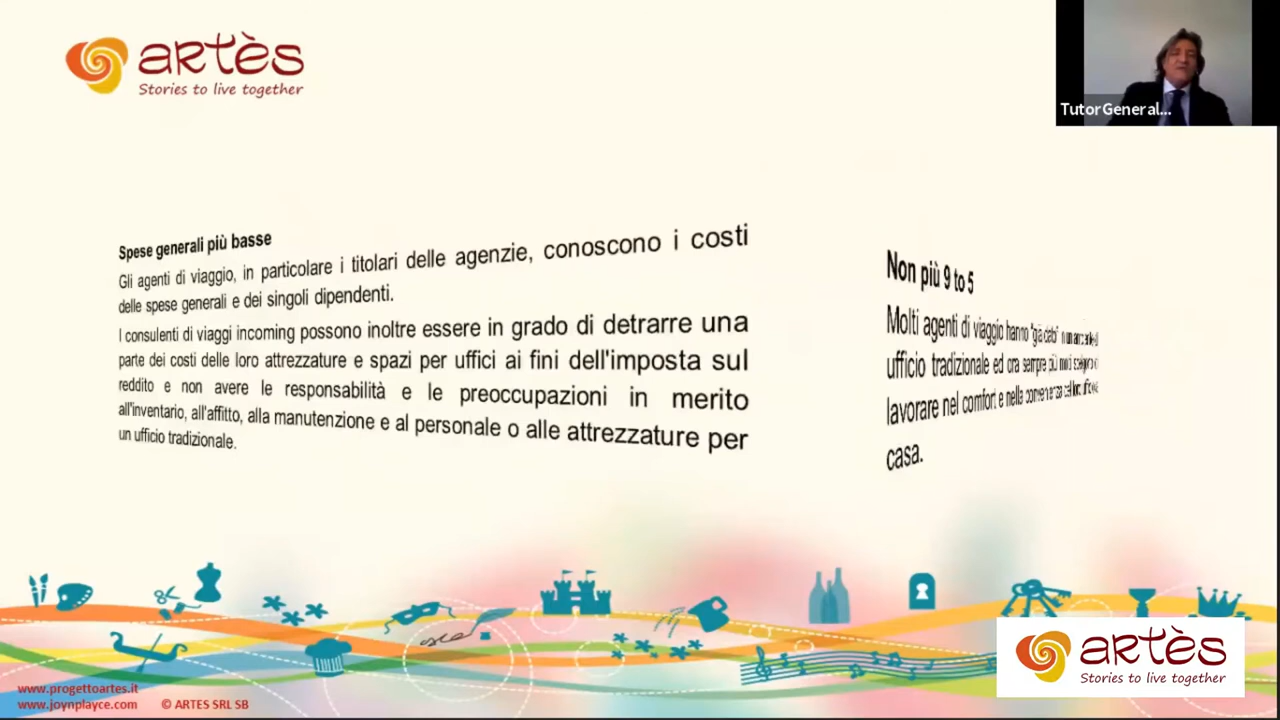 artès
Stories to live together
TutorGeneral...
Spese generali più basse
Gli agenti di viaggio, in particolare i titolari delle agenzie, conoscono i costi
delle spese generali e dei singoli dipendenti.
I consulenti di viaggi incoming possono inoltre essere in grado di detrarre una
parte dei costi delle loro attrezzature e spazi per uffici ai fini dell'imposta sul
reddito e non avere le responsabilità e le preoccupazioni in merito
all'inventario, all'affitto, alla manutenzione e al personale o alle attrezzature per
un ufficio tradizionale.
Non più 9 to 5
Molti agenti di viaggio hanno "già dato"
ufficio tradizionale ed ora sempre più
lavorare nel comfort e nella convenienza
casa.
www.progettoartes.it
www.joynplayce.com © ARTES SRL SB
artès
Stories to live together